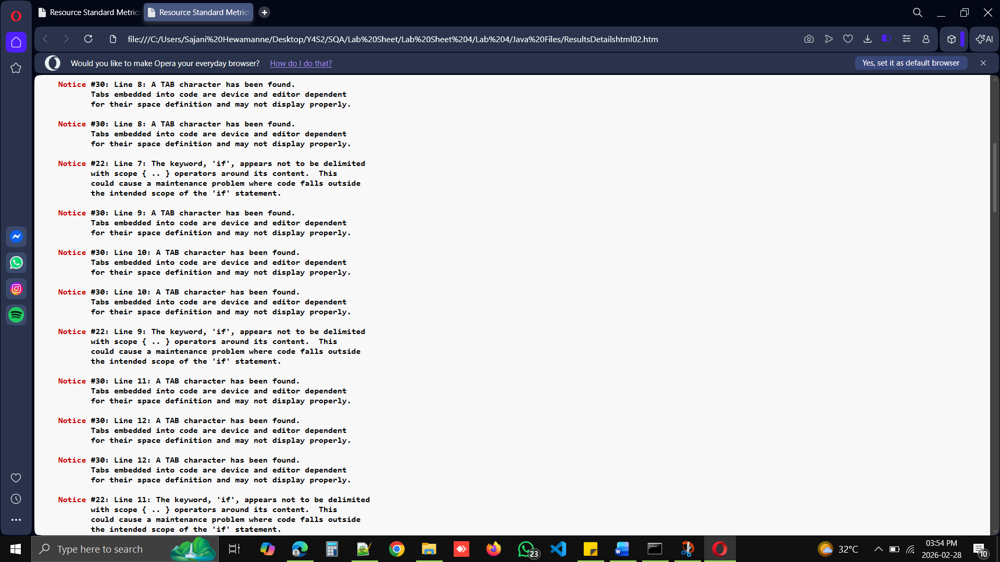 Resource Standard Metrics
Resource Standard Metrics
file:///C:/Users/Sajani%20Hewamanne/Desktop/Y4S2/SQA/Lab%20Sheet/Lab%20Sheet%204/Lab%204/Java%20Files/ResultsDetailshtml02.htm
AI
Would you like to make Opera your everyday browser? How do I do that?
Yes, set it as default browser
Notice #30: Line 8: A TAB character has been found.
Tabs embedded into code are device and editor dependent
for their space definition and may not display properly.
Notice #30: Line 8: A TAB character has been found.
Tabs embedded into code are device and editor dependent
for their space definition and may not display properly.
Notice #22: Line 7: The keyword, 'if', appears not to be delimited
with scope { .. } operators around its content.  This
could cause a maintenance problem where code falls outside
the intended scope of the 'if' statement.
Notice #30: Line 9: A TAB character has been found.
Tabs embedded into code are device and editor dependent
for their space definition and may not display properly.
Notice #30: Line 10: A TAB character has been found.
Tabs embedded into code are device and editor dependent
for their space definition and may not display properly.
Notice #30: Line 10: A TAB character has been found.
Tabs embedded into code are device and editor dependent
for their space definition and may not display properly.
Notice #22: Line 9: The keyword, 'if', appears not to be delimited
with scope { .. } operators around its content.  This
could cause a maintenance problem where code falls outside
the intended scope of the 'if' statement.
Notice #30: Line 11: A TAB character has been found.
Tabs embedded into code are device and editor dependent
for their space definition and may not display properly.
Notice #30: Line 12: A TAB character has been found.
Tabs embedded into code are device and editor dependent
for their space definition and may not display properly.
Notice #30: Line 12: A TAB character has been found.
Tabs embedded into code are device and editor dependent
for their space definition and may not display properly.
Notice #22: Line 11: The keyword, 'if', appears not to be delimited
with scope { .. } operators around its content.  This
could cause a maintenance problem where code falls outside
the intended scope of the 'if' statement.
Type here to search
23
32°C
03:54 PM
2026-02-28
10